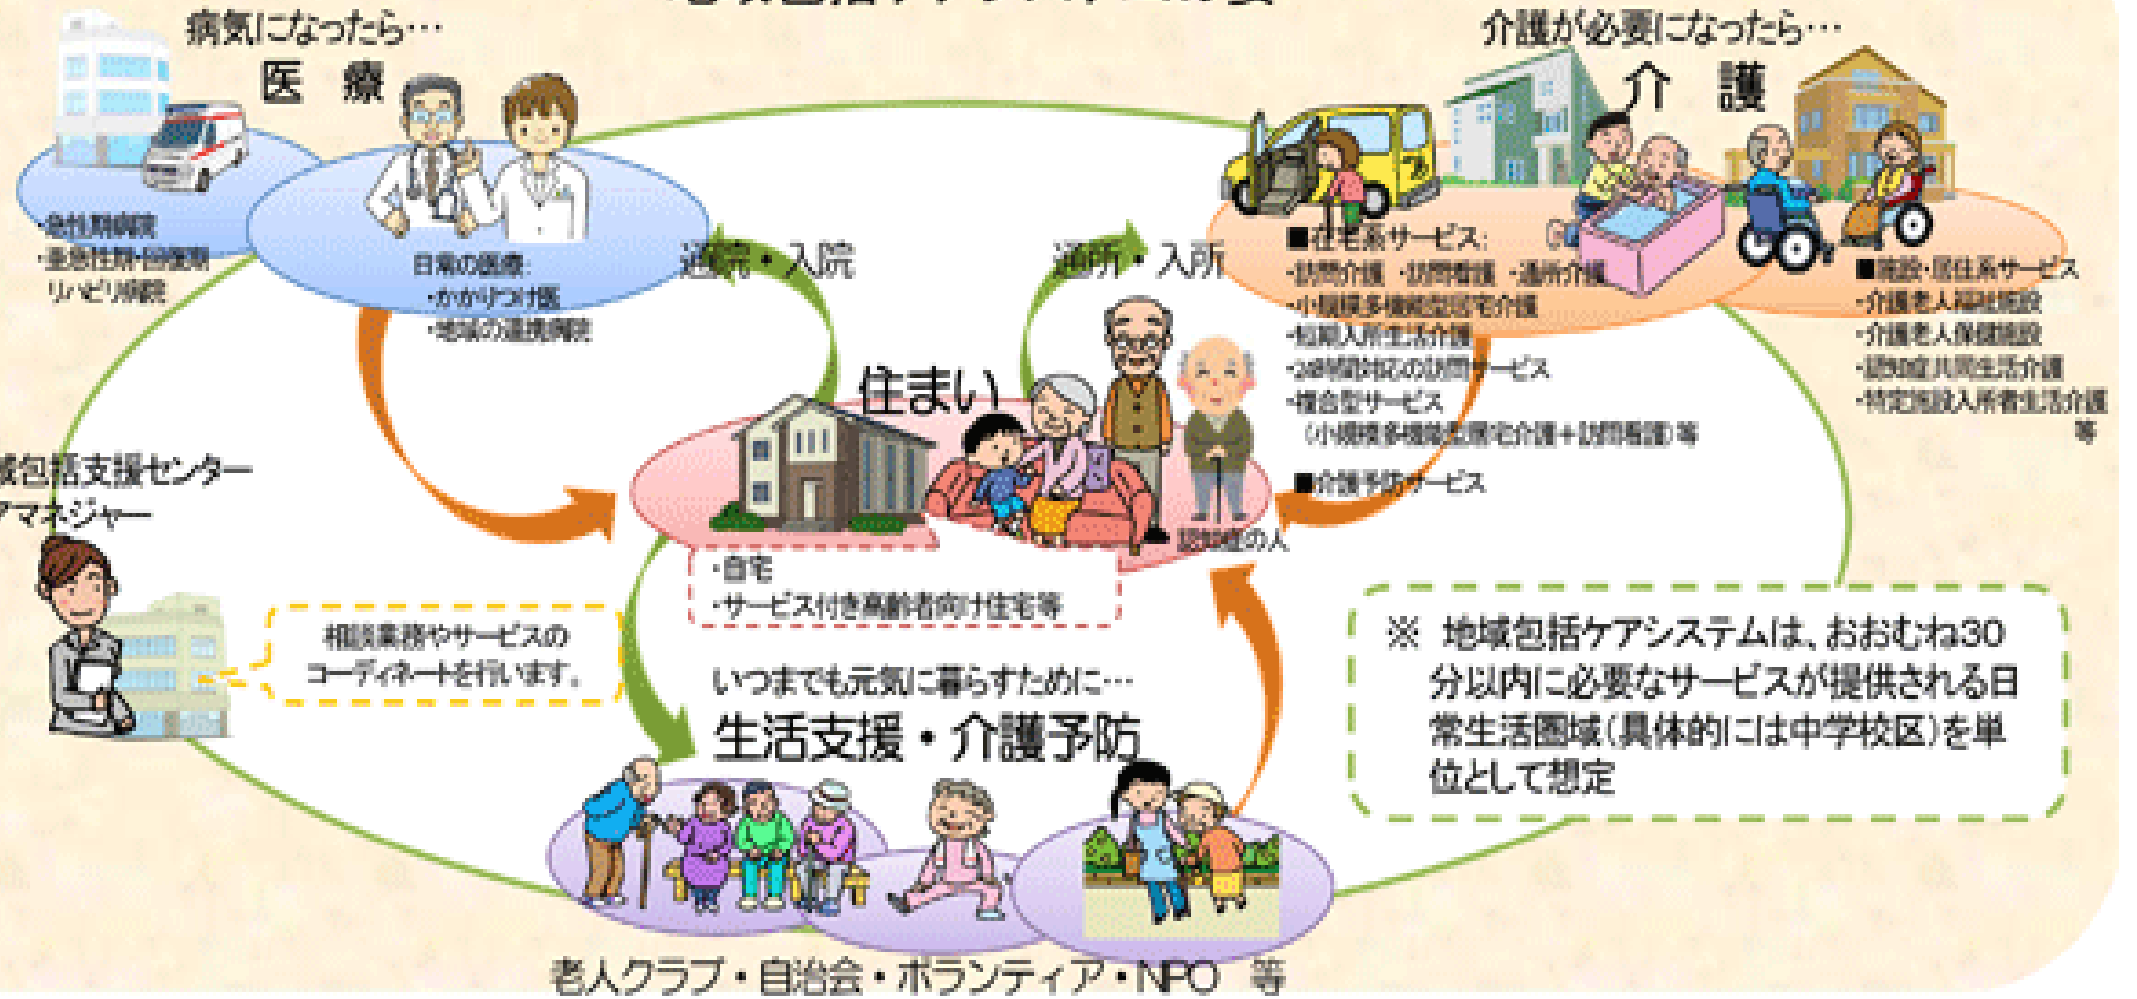 病気になったら…
医　療
・急性期病院
・亜急性期・回復期
リハビリ病院
日常の医療:
・かかりつけ医
・地域の連携病院
通院・入院
通所・入所
介護が必要になったら…
介　護
■在宅系サービス:
・訪問介護 ・訪問看護 ・通所介護
・小規模多機能型居宅介護
・短期入所生活介護
・24時間対応の訪問サービス
・複合型サービス
（小規模多機能型居宅介護＋訪問看護）等
■介護予防サービス
■施設・居住系サービス
・介護老人福祉施設
・介護老人保健施設
・認知症共同生活介護
・特定施設入所者生活介護
等
住まい
認知症の人
・自宅
・サービス付き高齢者向け住宅等
域包括支援センター
アマネジャー
相談業務やサービスの
コーディネートを行います。
いつまでも元気に暮らすために…
生活支援・介護予防
※ 地域包括ケアシステムは、おおむね30
分以内に必要なサービスが提供される日
常生活圏域（具体的には中学校区）を単
位として想定
老人クラブ・自治会・ボランティア・NPO　等